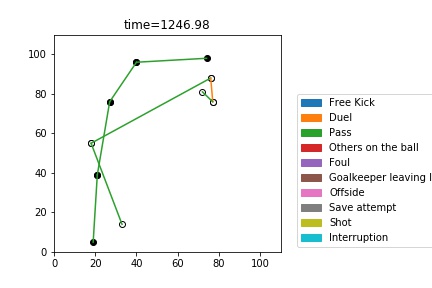 time=1246.98
100
80
60
40
20
0
0 20 40 60 80 100
Free Kick
Duel
Pass
Others on the ball
Foul
Goalkeeper leaving l
Offside
Save attempt
Shot
Interruption